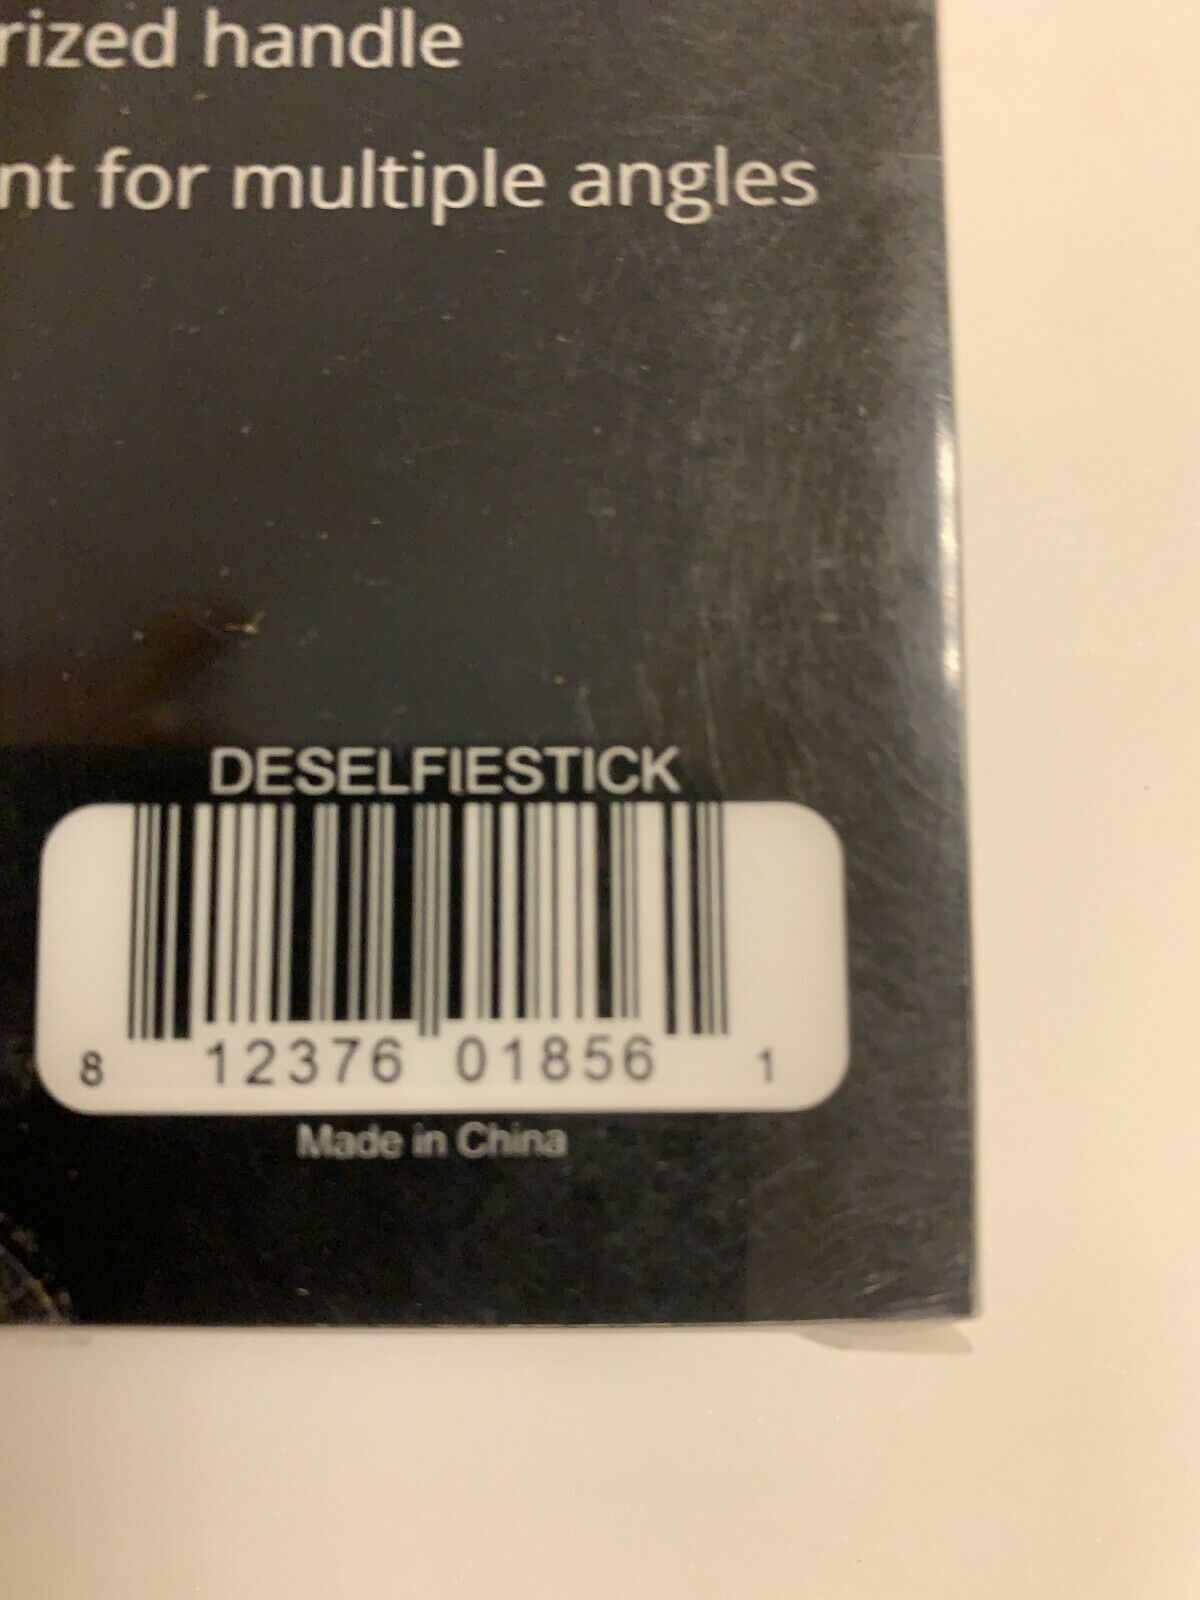 rized handle
nt for multiple angles
DESELFIESTICK
8 12376 01856 1
Made in China